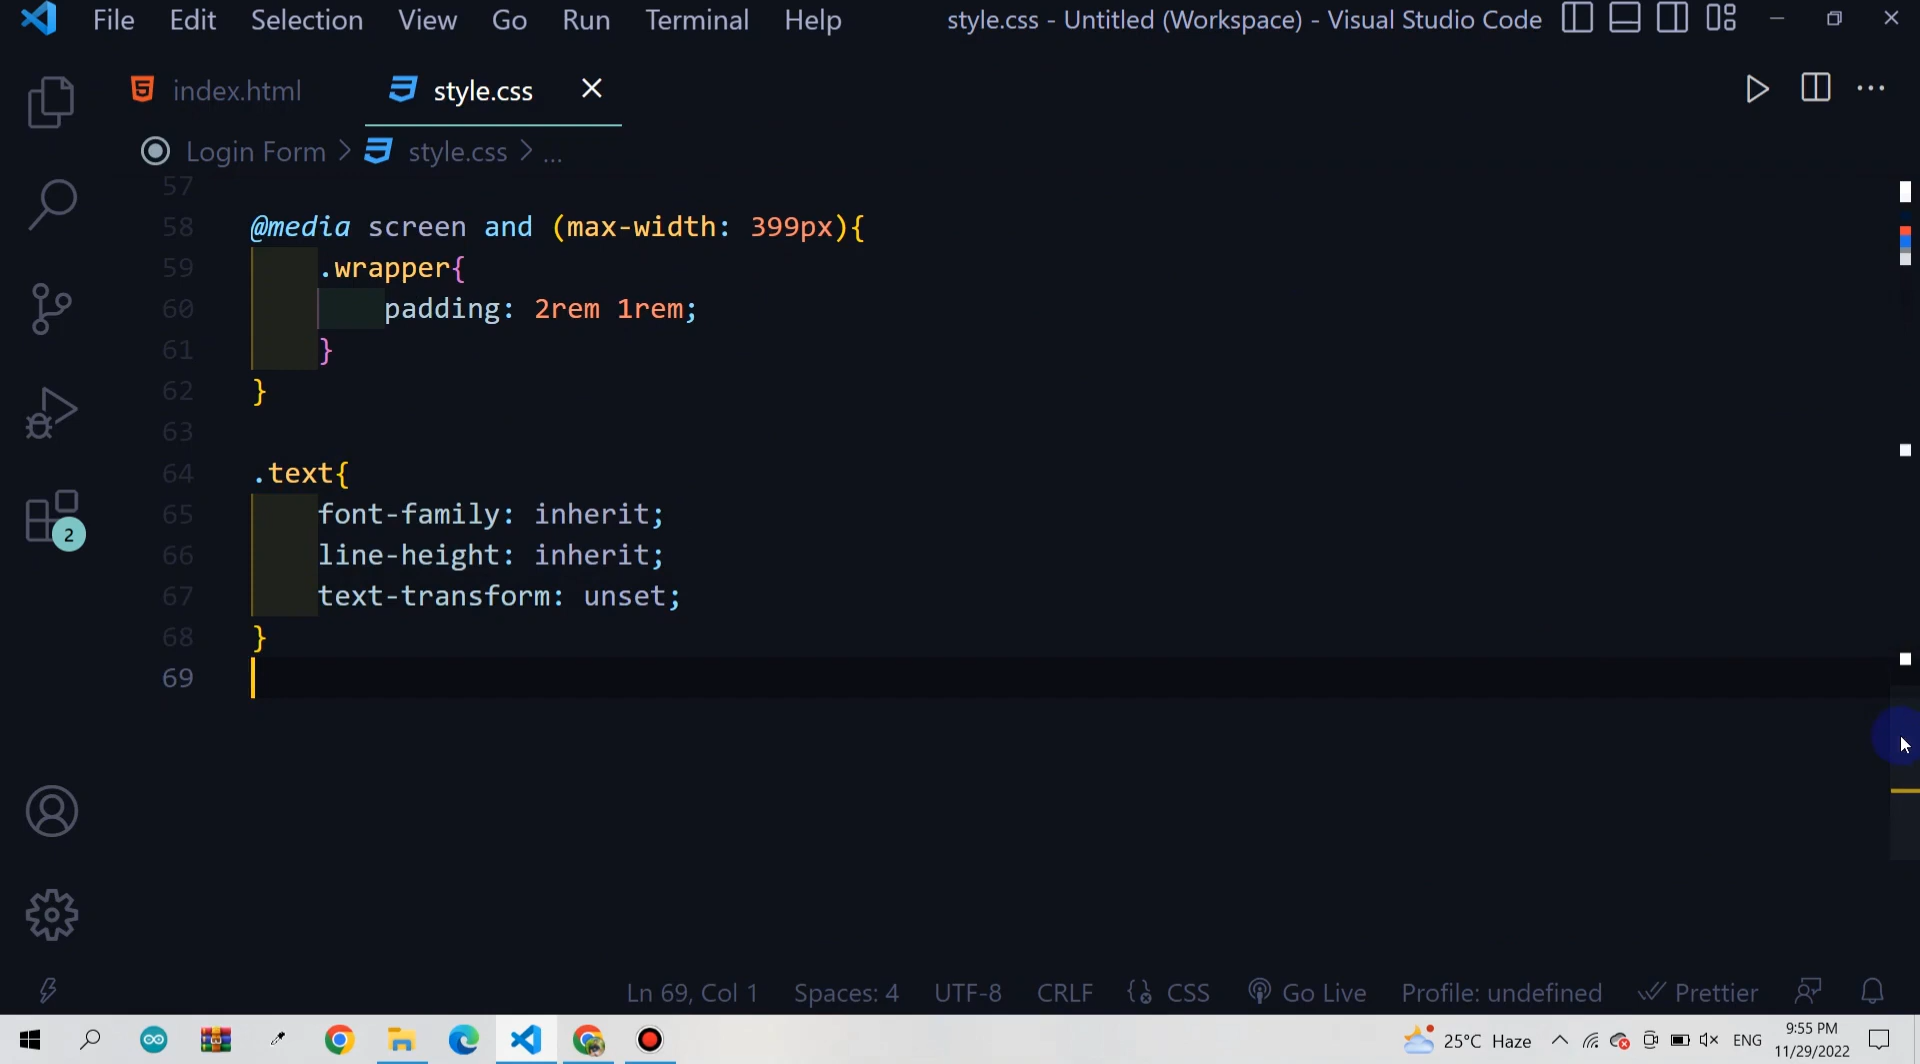 File Edit Selection View Go Run Terminal Help style.css - Untitled (Workspace) - Visual Studio Code
index.html style.css
Login Form > style.css > ...
57
58 @media screen and (max-width: 399px){
59 .wrapper{
60 padding: 2rem 1rem;
61 }
62 }
63
64 .text{
65 font-family: inherit;
66 line-height: inherit;
67 text-transform: unset;
68 }
69
2
Ln 69, Col 1 Spaces: 4 UTF-8 CRLF CSS Go Live Profile: undefined Prettier
25°C Haze ENG 9:55 PM
11/29/2022